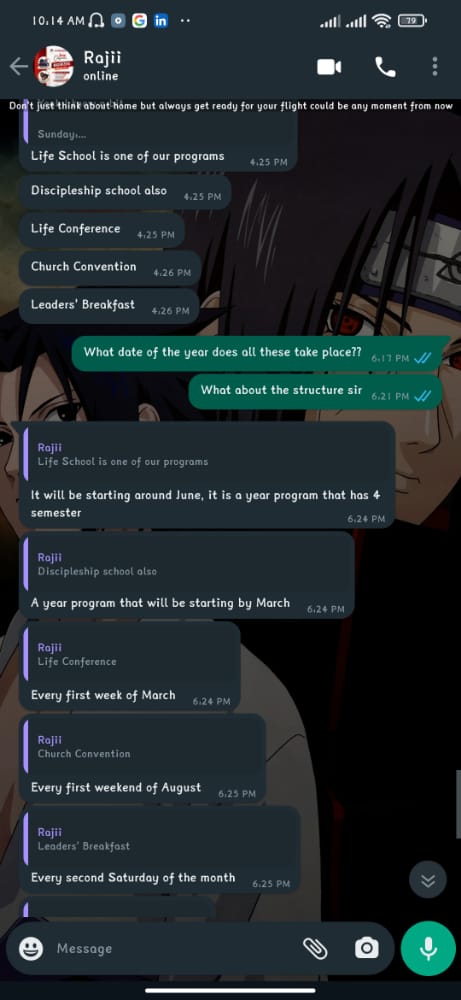 10:14 AM
79
Rajii
online
Don't just think about home but always get ready for your flight could be any moment from now
Sunday...
Life School is one of our programs
4:25 PM
Discipleship school also
4:25 PM
Life Conference
4:25 PM
Church Convention
4:26 PM
Leaders' Breakfast
4:26 PM
What date of the year does all these take place??
6:17 PM
What about the structure sir
6:21 PM
Rajii
Life School is one of our programs
It will be starting around June, it is a year program that has 4
semester
6:24 PM
Rajii
Discipleship school also
A year program that will be starting by March
6:24 PM
Rajii
Life Conference
Every first week of March
6:24 PM
Rajii
Church Convention
Every first weekend of August
6:25 PM
Rajii
Leaders' Breakfast
Every second Saturday of the month
6:25 PM
Message